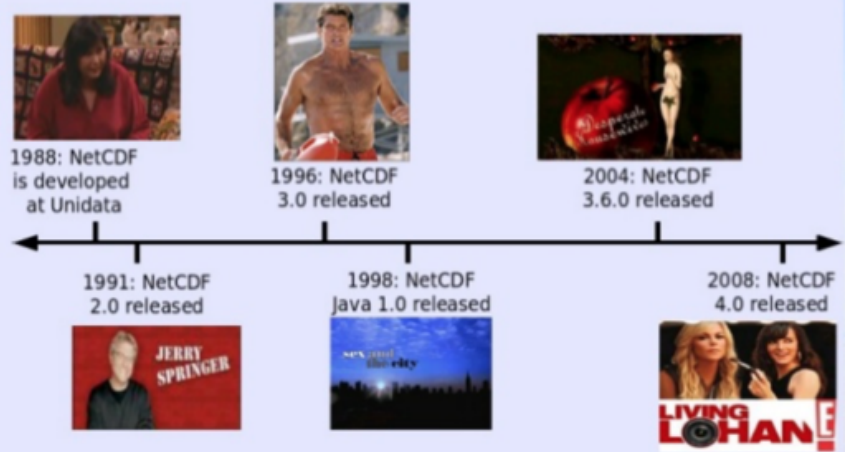 1988: NetCDF
is developed
at Unidata
1996: NetCDF
3.0 released
Desperate
Housewives
2004: NetCDF
3.6.0 released
1991: NetCDF
2.0 released
JERRY
SPRINGER
1998: NetCDF
Java 1.0 released
sex and
the city
2008: NetCDF
4.0 released
LIVING
LOHAN
E!